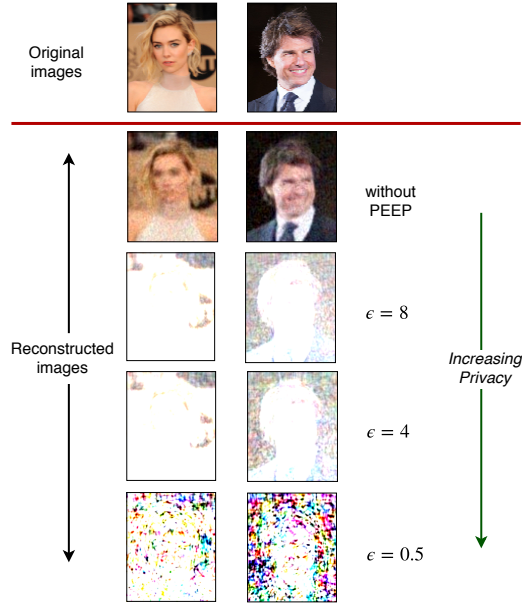 Original
images
without
PEEP
ϵ = 8
Reconstructed
images
Increasing
Privacy
ϵ = 4
ϵ = 0.5